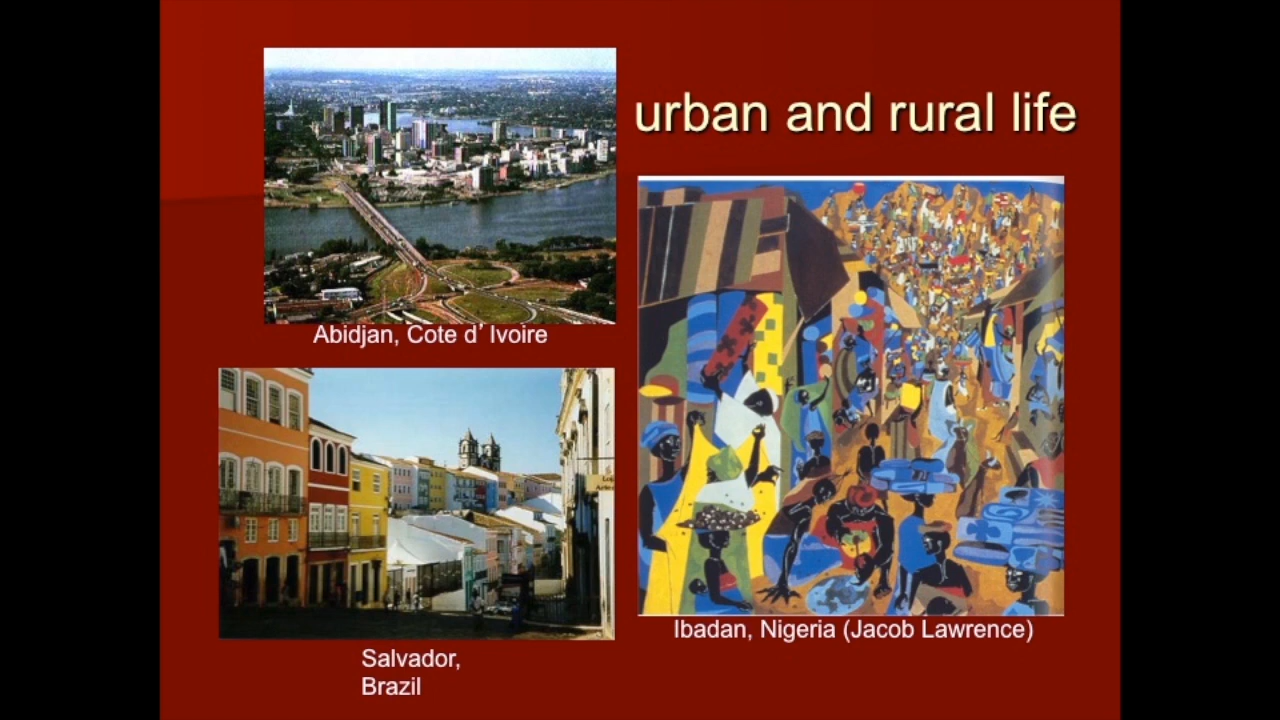 urban and rural life
Abidjan, Cote d’ Ivoire
Ibadan, Nigeria (Jacob Lawrence)
Salvador,
Brazil